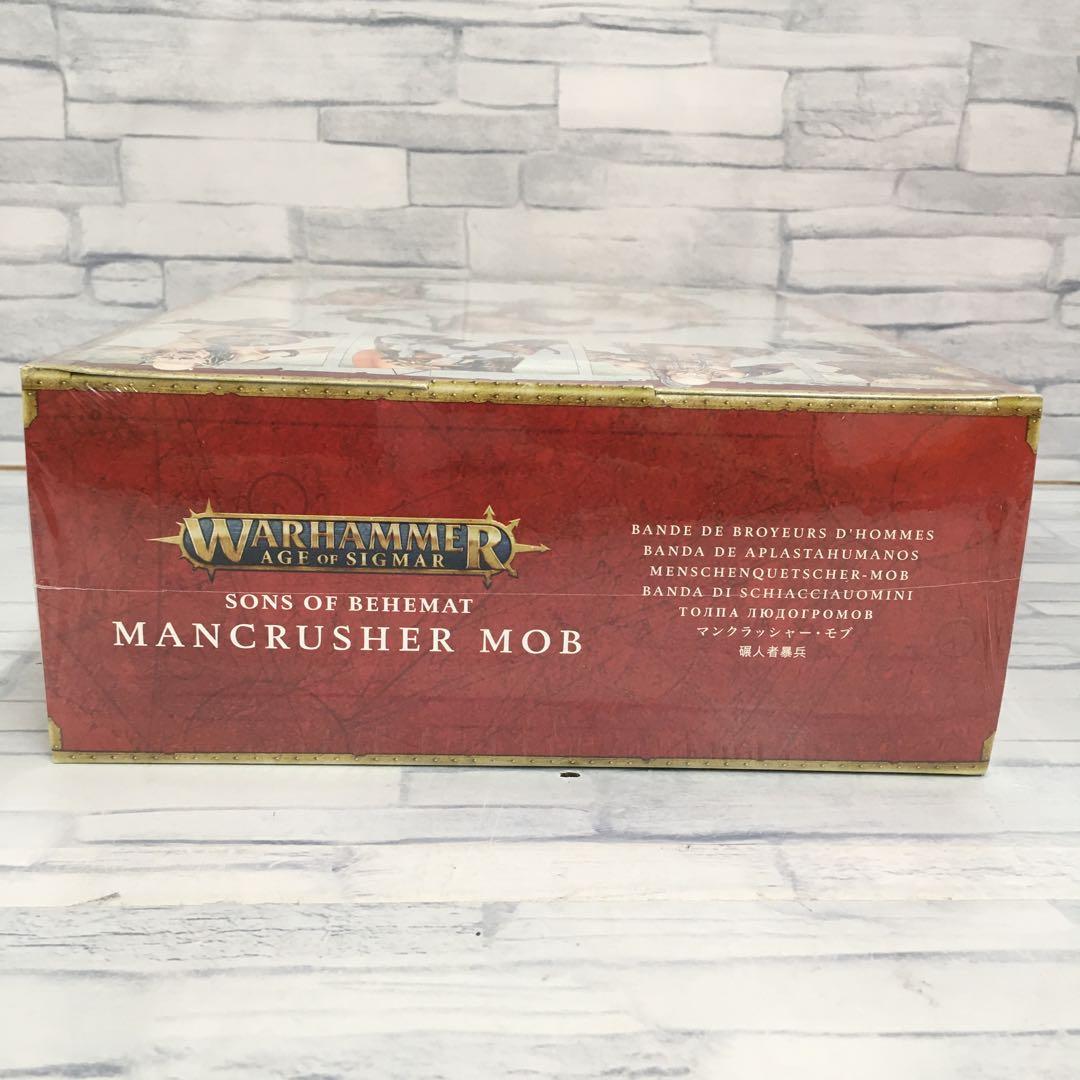 WARHAMMER
AGE OF SIGMAR
SONS OF BEHEMAT
MANCRUSHER MOB
BANDE DE BROYEURS D'HOMMES
BANDA DE APLASTAHUMANOS
MENSCHENQUETSCHER-MOB
BANDA DI SCHIACCIAUOMINI
ТОЛПА ЛЮДОГРОМОВ
マンクラッシャー・モブ
碾人者暴兵